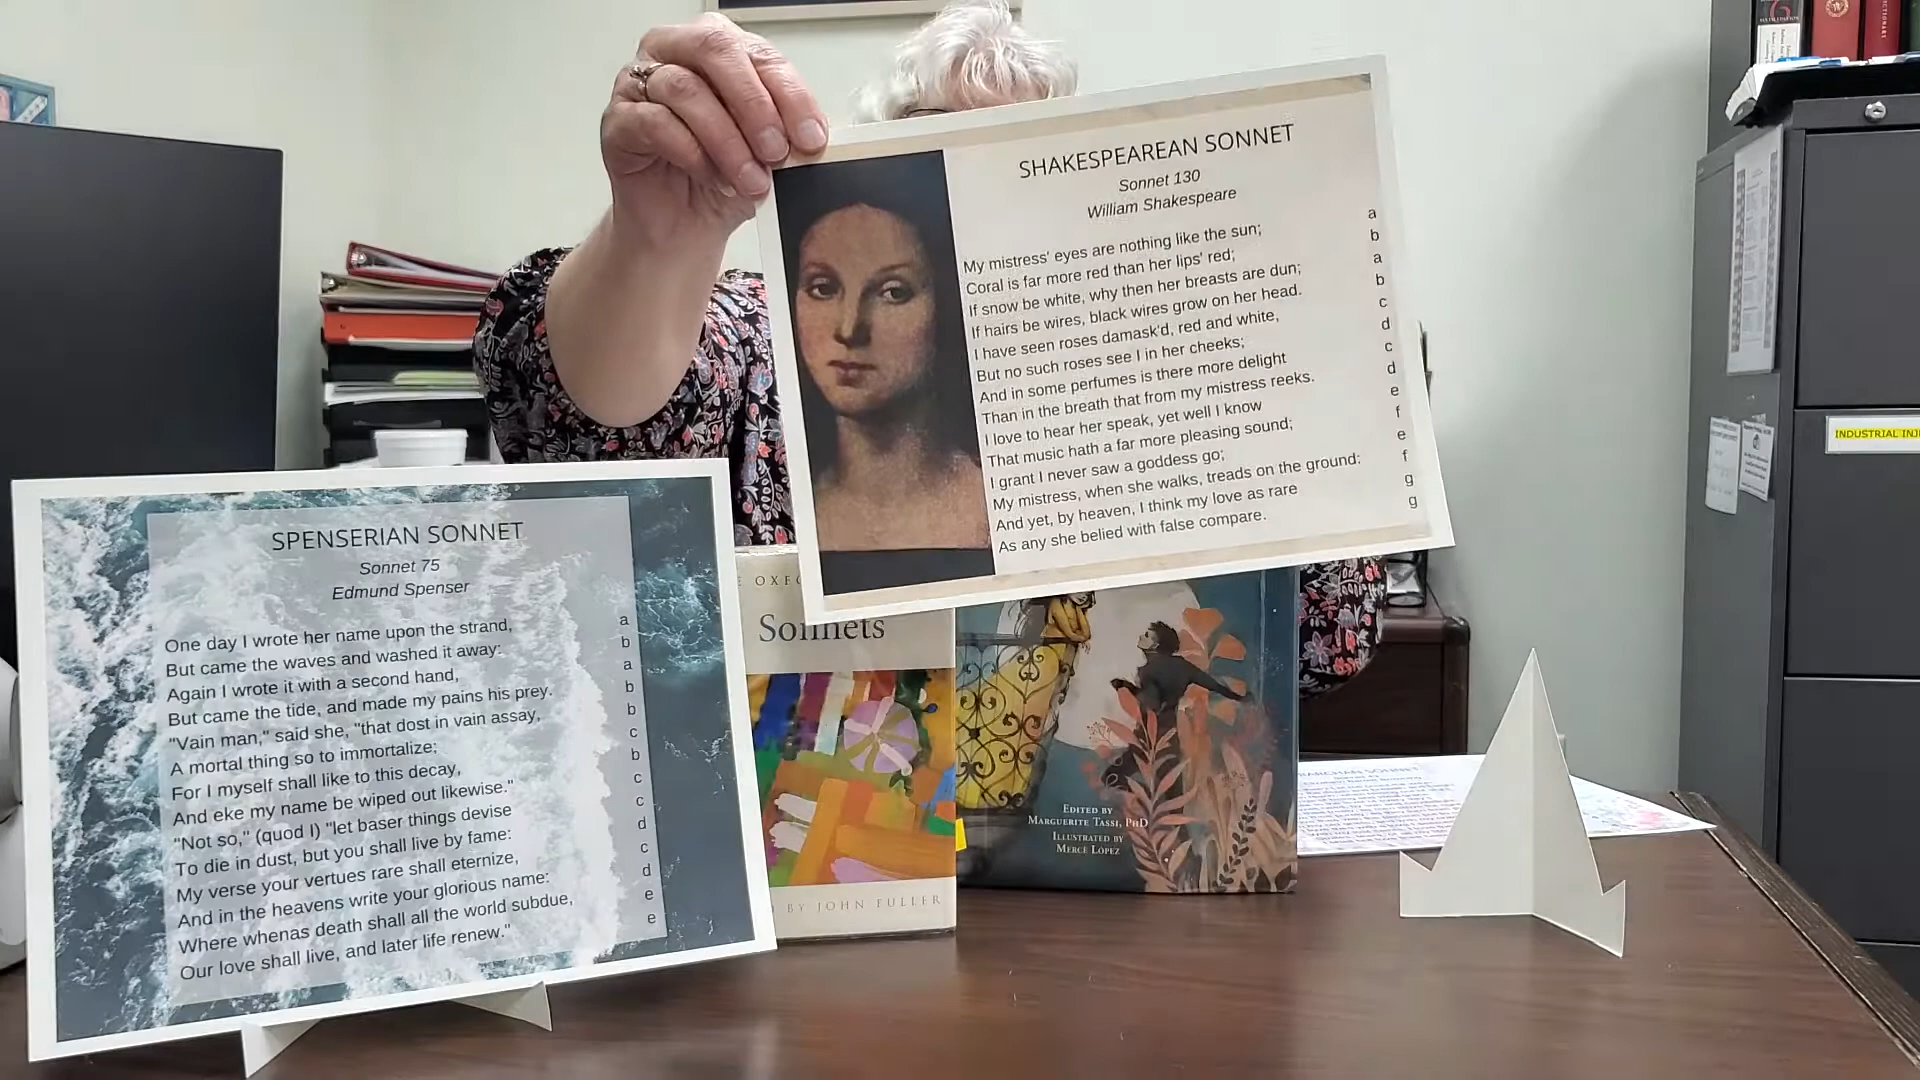 SHAKESPEAREAN SONNET
Sonnet 130
William Shakespeare
My mistress' eyes are nothing like the sun; a
Coral is far more red than her lips' red; b
If snow be white, why then her breasts are dun; a
If hairs be wires, black wires grow on her head. b
I have seen roses damask'd, red and white, c
But no such roses see I in her cheeks; d
And in some perfumes is there more delight c
Than in the breath that from my mistress reeks. d
I love to hear her speak, yet well I know e
That music hath a far more pleasing sound; f
I grant I never saw a goddess go; e
My mistress, when she walks, treads on the ground: f
And yet, by heaven, I think my love as rare g
As any she belied with false compare. g
SPENSERIAN SONNET
Sonnet 75
Edmund Spenser
One day I wrote her name upon the strand, a
But came the waves and washed it away: b
Again I wrote it with a second hand, a
But came the tide, and made my pains his prey. b
"Vain man," said she, "that dost in vain assay, b
A mortal thing so to immortalize; c
For I myself shall like to this decay, b
And eke my name be wiped out likewise." c
"Not so," (quod I) "let baser things devise c
To die in dust, but you shall live by fame: d
My verse your vertues rare shall eternize, c
And in the heavens write your glorious name: d
Where whenas death shall all the world subdue, e
Our love shall live, and later life renew." e
Sonnets
BY JOHN FULLER
EDITED BY
MARGUERITE TASSI, PHD
ILLUSTRATED BY
MERCÈ LÓPEZ
INDUSTRIAL INJ